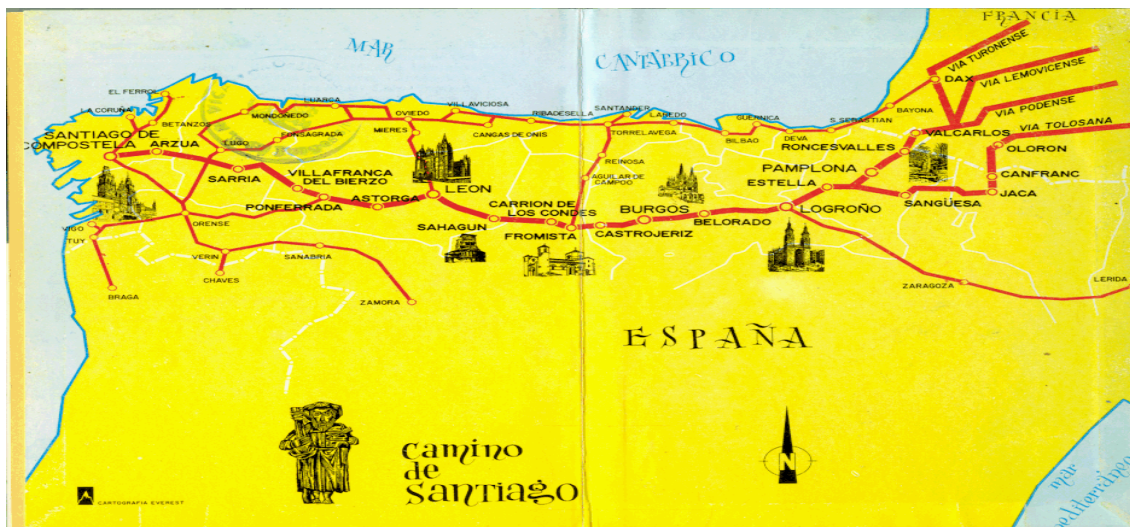 FRANCIA
MAR
CANTABRICO
VIA TURONENSE
VIA LEMOVICENSE
VIA PODENSE
VIA TOLOSANA
DAX
BAYONA
EL FERROL
LA CORUÑA
BETANZOS
MONDONEDO
LUARCA
OVIEDO
VILLAVICIOSA
RIBADESELLA
SANTANDER
LAREDO
GUERNICA
BILBAO
DEVA
S. SEBASTIAN
VALCARLOS
RONCESVALLES
OLORON
SANTIAGO DE
COMPOSTELA
ARZUA
LUGO
FONSAGRADA
MIERES
CANGAS DE ONIS
TORRELAVEGA
REINOSA
AGUILAR DE
CAMPOO
PAMPLONA
CANFRANC
JACA
SARRIA
VILLAFRANCA
DEL BIERZO
LEON
ESTELLA
SANGÜESA
PONFERRADA
ASTORGA
CARRION DE
LOS CONDES
BURGOS
BELORADO
LOGROÑO
SAHAGUN
FROMISTA
CASTROJERIZ
VIGO
TUY
ORENSE
VERIN
SANABRIA
CHAVES
BRAGA
ZAMORA
ZARAGOZA
LERIDA
ESPAÑA
Camino
de
Santiago
N
CARTOGRAFIA EVEREST
mar
mediterráneo